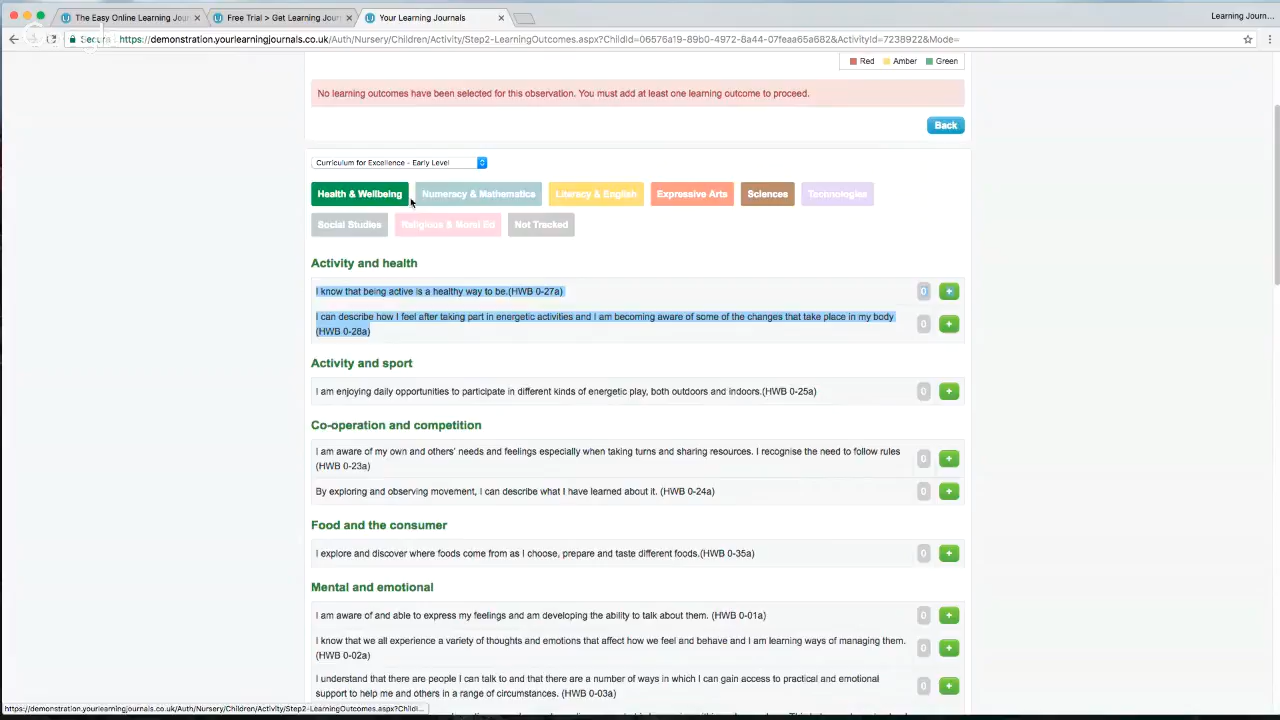 The Easy Online Learning Jou
Free Trial > Get Learning Jour
Your Learning Journals
Learning Journ...
Secure
https://demonstration.yourlearningjournals.co.uk/Auth/Nursery/Children/Activity/Step2-LearningOutcomes.aspx?ChildId=06576a19-89b0-4972-8a44-07feaa65a682&ActivityId=7238922&Mode=
Red Amber Green
No learning outcomes have been selected for this observation. You must add at least one learning outcome to proceed.
Back
Curriculum for Excellence - Early Level
Health & Wellbeing Numeracy & Mathematics Literacy & English Expressive Arts Sciences Technologies
Social Studies Religious & Moral Ed Not Tracked
Activity and health
I know that being active is a healthy way to be.(HWB 0-27a) 0 +
I can describe how I feel after taking part in energetic activities and I am becoming aware of some of the changes that take place in my body
(HWB 0-28a) 0 +
Activity and sport
I am enjoying daily opportunities to participate in different kinds of energetic play, both outdoors and indoors.(HWB 0-25a) 0 +
Co-operation and competition
I am aware of my own and others' needs and feelings especially when taking turns and sharing resources. I recognise the need to follow rules
(HWB 0-23a) 0 +
By exploring and observing movement, I can describe what I have learned about it. (HWB 0-24a) 0 +
Food and the consumer
I explore and discover where foods come from as I choose, prepare and taste different foods.(HWB 0-35a) 0 +
Mental and emotional
I am aware of and able to express my feelings and am developing the ability to talk about them. (HWB 0-01a) 0 +
I know that we all experience a variety of thoughts and emotions that affect how we feel and behave and I am learning ways of managing them.
(HWB 0-02a) 0 +
I understand that there are people I can talk to and that there are a number of ways in which I can gain access to practical and emotional
support to help me and others in a range of circumstances. (HWB 0-03a) 0 +
https://demonstration.yourlearningjournals.co.uk/Auth/Nursery/Children/Activity/Step2-LearningOutcomes.aspx?Childl...